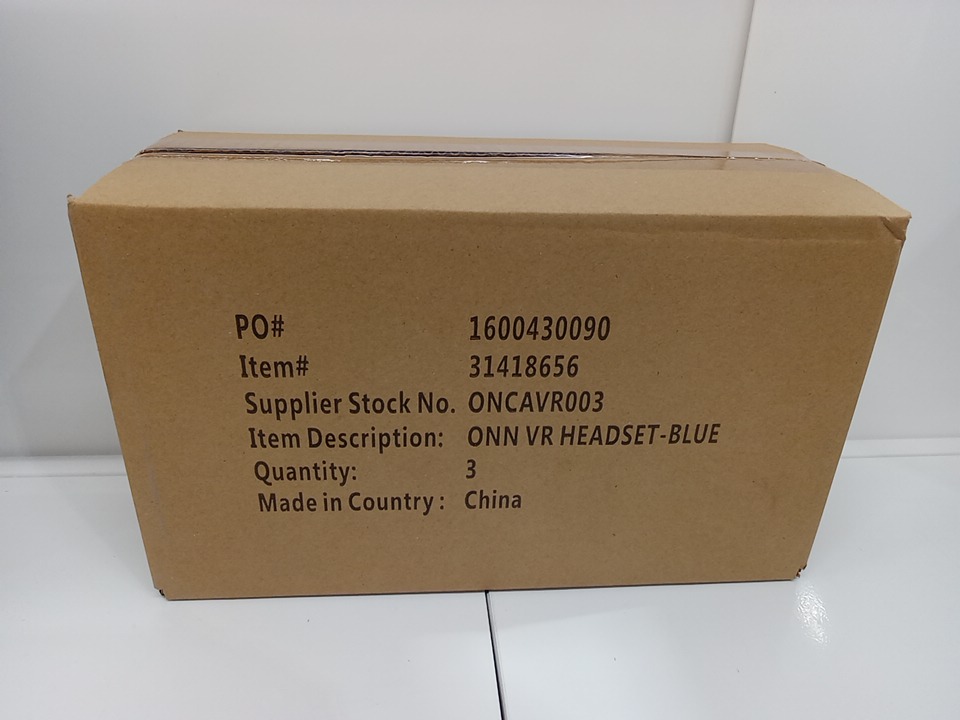 PO# 1600430090
Item# 31418656
Supplier Stock No. ONCAVR003
Item Description: ONN VR HEADSET-BLUE
Quantity: 3
Made in Country : China